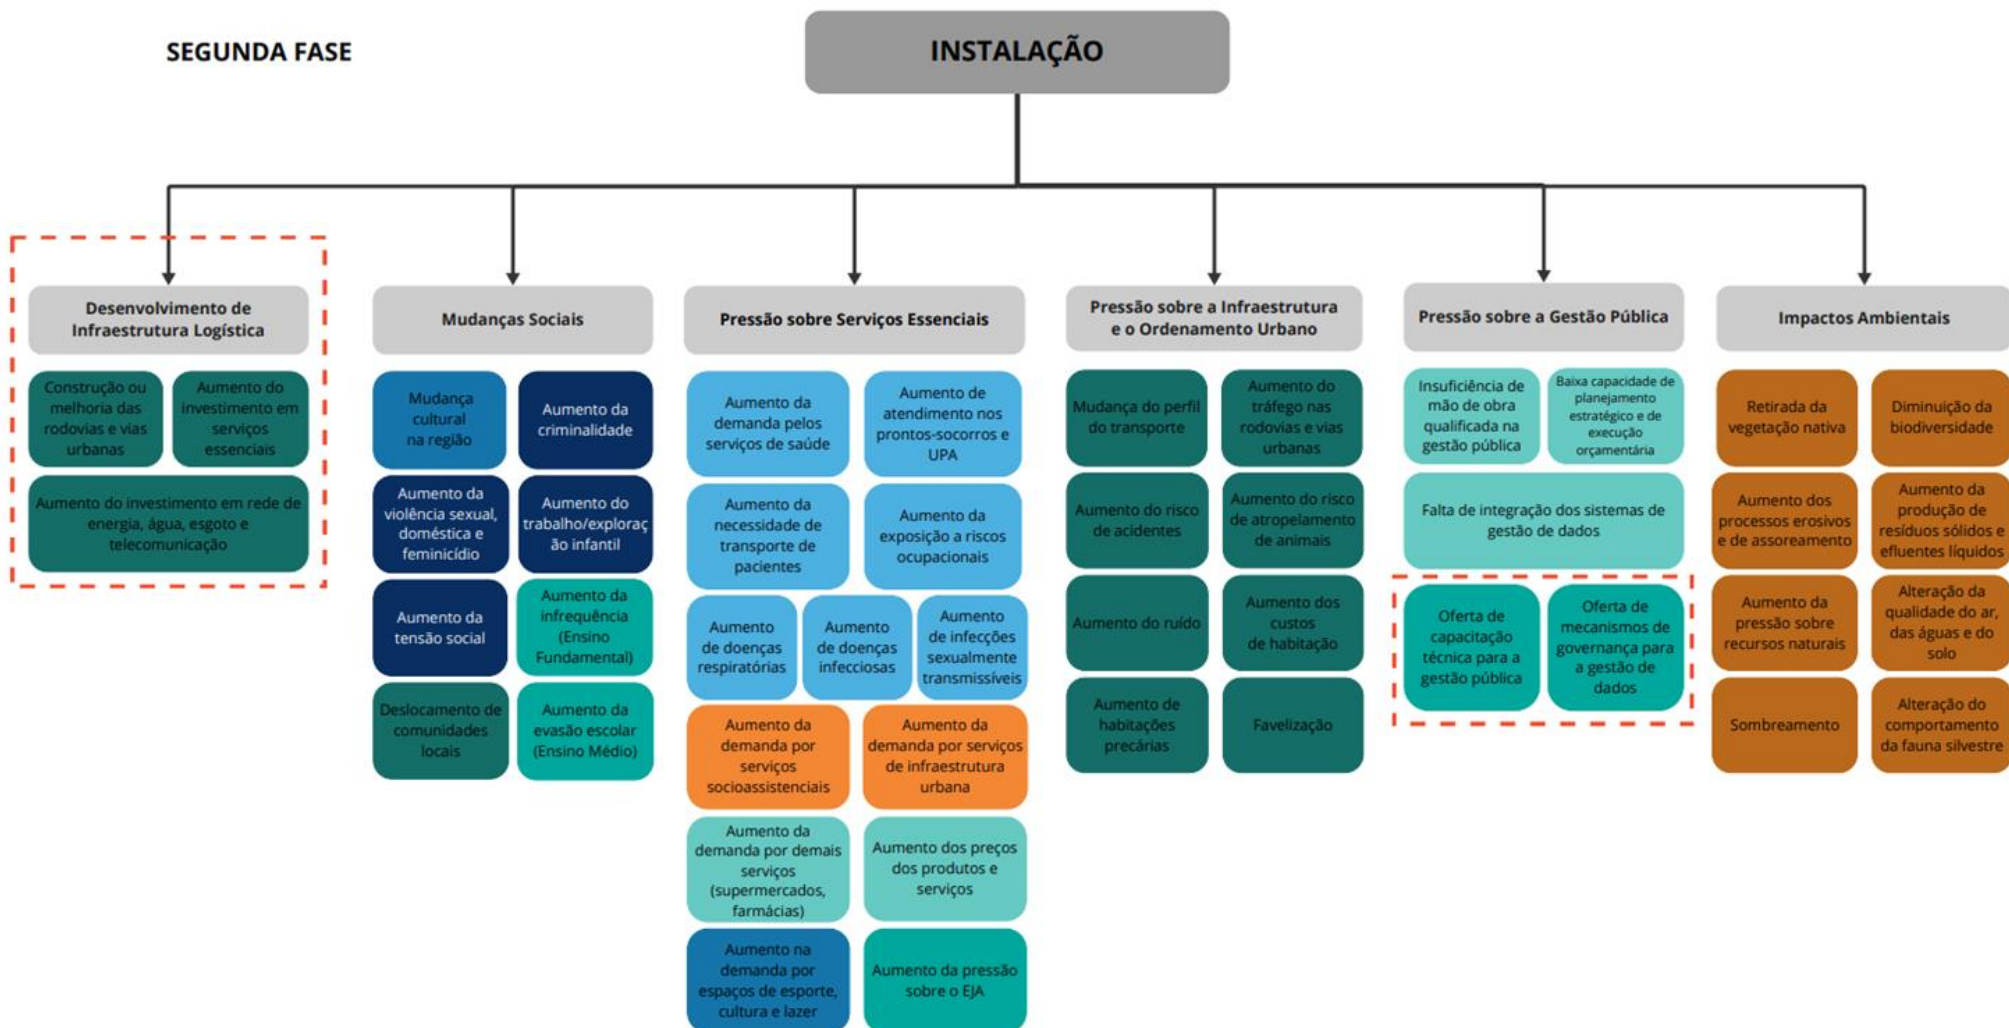 SEGUNDA FASE
INSTALAÇÃO
Desenvolvimento de
Infraestrutura Logística
Construção ou
melhoria das
rodovias e vias
urbanas
Aumento do
investimento em
serviços
essenciais
Aumento do investimento em rede de
energia, água, esgoto e
telecomunicação
Mudanças Sociais
Mudança
cultural
na região
Aumento da
criminalidade
Aumento da
violência sexual,
doméstica e
feminicídio
Aumento do
trabalho/exploraç
ão infantil
Aumento da
tensão social
Aumento da
infrequência
(Ensino
Fundamental)
Deslocamento de
comunidades
locais
Aumento da
evasão escolar
(Ensino Médio)
Pressão sobre Serviços Essenciais
Aumento da
demanda pelos
serviços de saúde
Aumento de
atendimento nos
prontos-socorros e
UPA
Aumento da
necessidade de
transporte de
pacientes
Aumento da
exposição a riscos
ocupacionais
Aumento
de doenças
respiratórias
Aumento
de doenças
infecciosas
Aumento
de infecções
sexualmente
transmissíveis
Aumento da
demanda por
serviços
socioassistenciais
Aumento da
demanda por serviços
de infraestrutura
urbana
Aumento da
demanda por demais
serviços
(supermercados,
farmácias)
Aumento dos preços
dos produtos e
serviços
Aumento na
demanda por
espaços de esporte,
cultura e lazer
Aumento da pressão
sobre o EJA
Pressão sobre a Infraestrutura
e o Ordenamento Urbano
Mudança do perfil
do transporte
Aumento do
tráfego nas
rodovias e vias
urbanas
Aumento do risco
de acidentes
Aumento do risco
de atropelamento
de animais
Aumento do ruído
Aumento dos
custos
de habitação
Aumento de
habitações
precárias
Favelização
Pressão sobre a Gestão Pública
Insuficiência de
mão de obra
qualificada na
gestão pública
Baixa capacidade de
planejamento
estratégico e de
execução
orçamentária
Falta de integração dos sistemas de
gestão de dados
Oferta de
capacitação
técnica para a
gestão pública
Oferta de
mecanismos de
governança para
a gestão de
dados
Impactos Ambientais
Retirada da
vegetação nativa
Diminuição da
biodiversidade
Aumento dos
processos erosivos
e de assoreamento
Aumento da
produção de
resíduos sólidos e
efluentes líquidos
Aumento da
pressão sobre
recursos naturais
Alteração da
qualidade do ar,
das águas e do
solo
Sombreamento
Alteração do
comportamento
da fauna silvestre